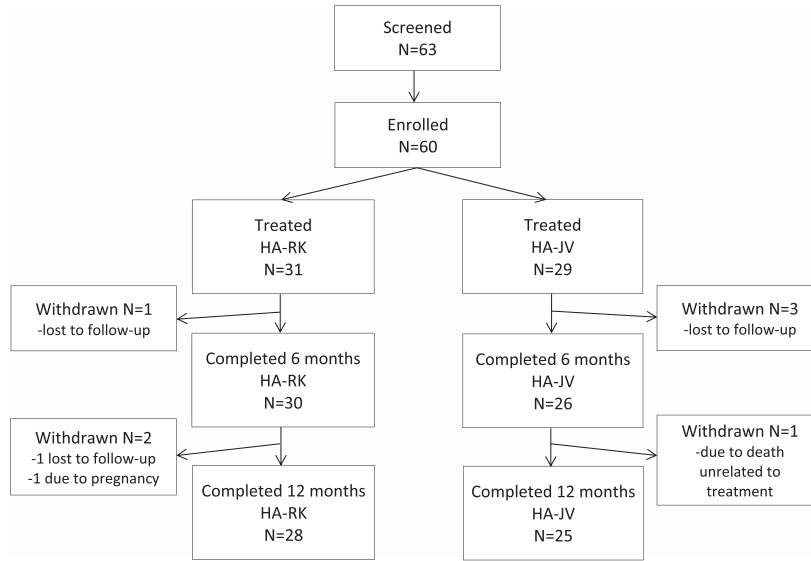 Screened
N=63
Enrolled
N=60
Treated
HA-RK
N=31
Treated
HA-JV
N=29
Withdrawn N=1
-lost to follow-up
Withdrawn N=3
-lost to follow-up
Completed 6 months
HA-RK
N=30
Completed 6 months
HA-JV
N=26
Withdrawn N=2
-1 lost to follow-up
-1 due to pregnancy
Withdrawn N=1
-due to death
unrelated to
treatment
Completed 12 months
HA-RK
N=28
Completed 12 months
HA-JV
N=25